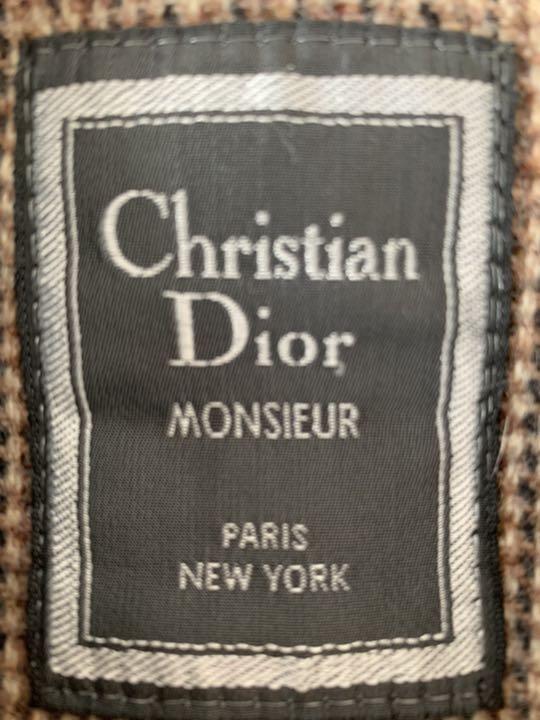 Christian
Dior
MONSIEUR
PARIS
NEW YORK